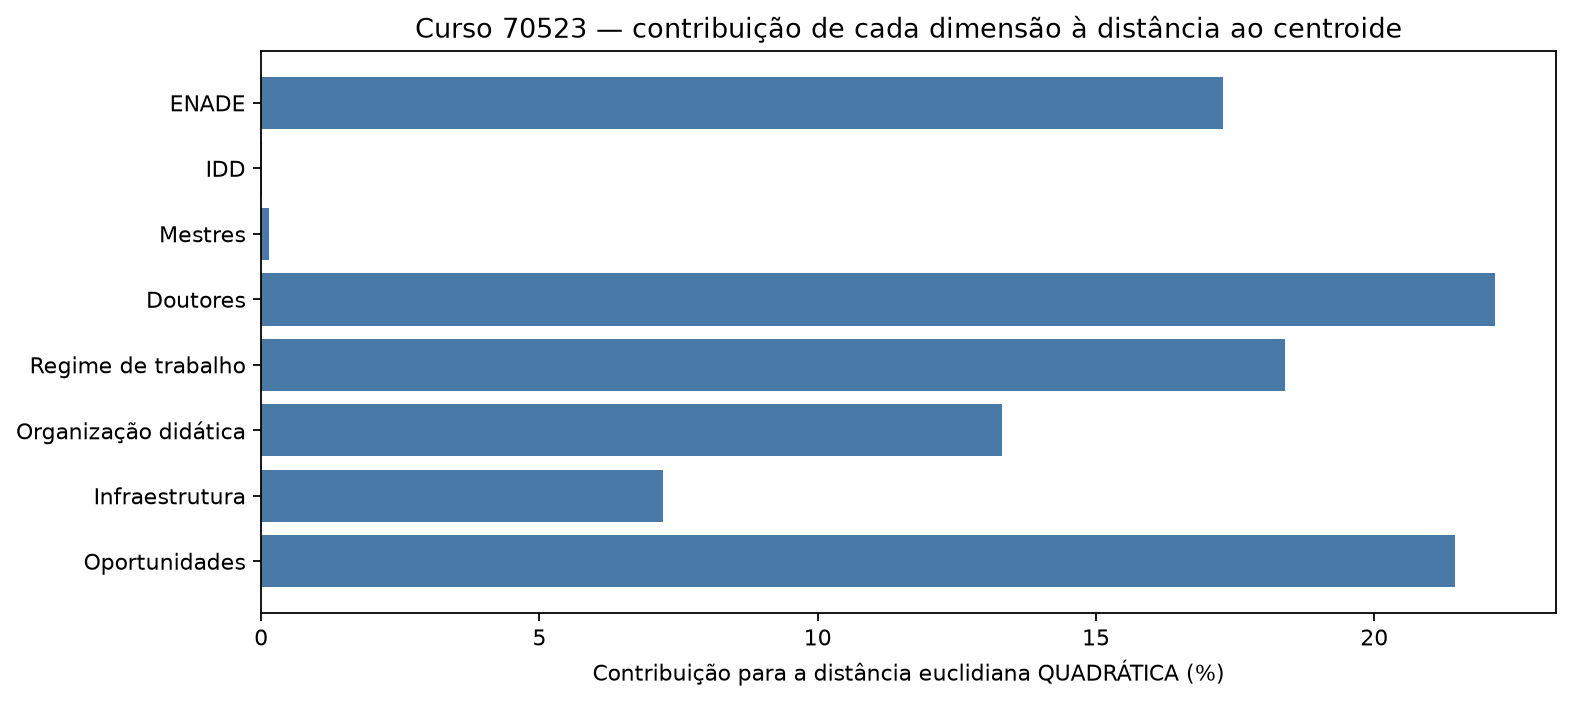 Curso 70523 — contribuição de cada dimensão à distância ao centroide
ENADE
IDD
Mestres
Doutores
Regime de trabalho
Organização didática
Infraestrutura
Oportunidades
0 5 10 15 20
Contribuição para a distância euclidiana QUADRÁTICA (%)